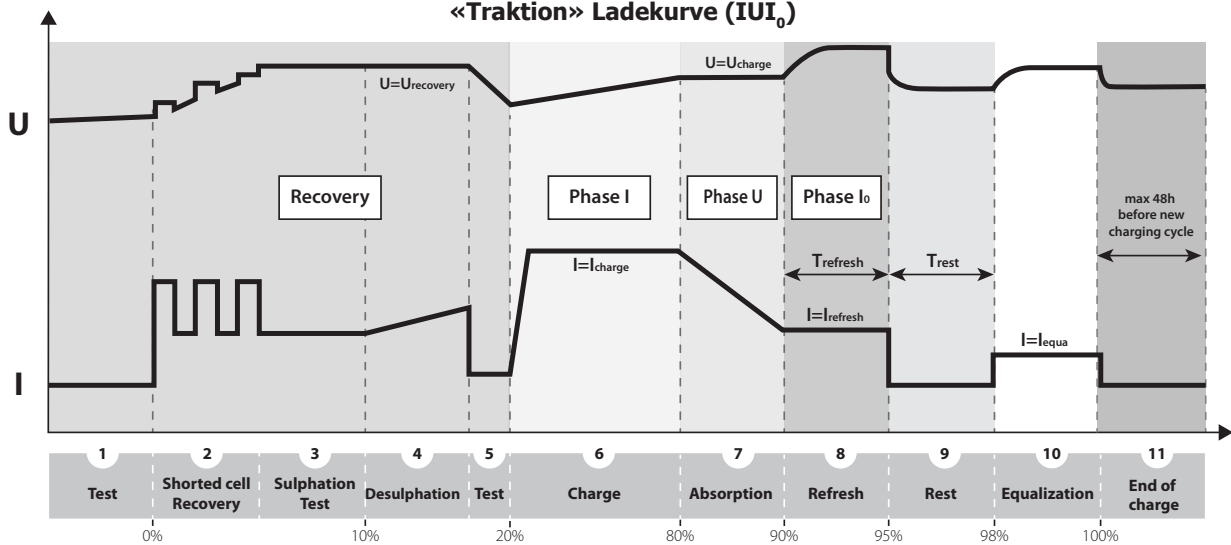 «Traktion» Ladekurve (IUI0)
U
U=Urecovery
U=Ucharge
Recovery
Phase I
Phase U
Phase I0
max 48h
before new
charging cycle
I=Icharge
Trefresh
Trest
I=Irefresh
I=Iequa
I
1
2
3
4
5
6
7
8
9
10
11
Test
Shorted cell
Recovery
Sulphation
Test
Desulphation
Test
Charge
Absorption
Refresh
Rest
Equalization
End of
charge
0%
10%
20%
80%
90%
95%
98%
100%